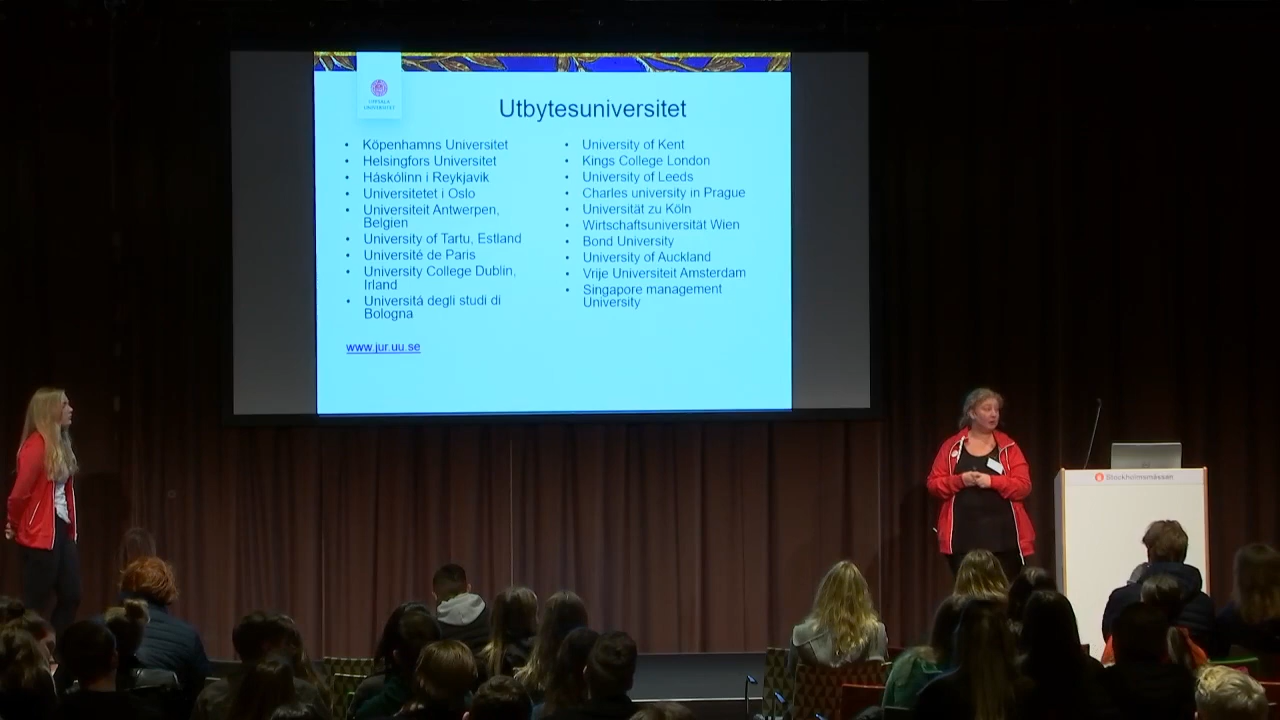 UPPSALA
UNIVERSITET
Utbytesuniversitet
• Köpenhamns Universitet
• Helsingfors Universitet
• Háskólinn i Reykjavik
• Universitetet i Oslo
• Universiteit Antwerpen,
Belgien
• University of Tartu, Estland
• Université de Paris
• University College Dublin,
Irland
• Universitá degli studi di
Bologna
www.jur.uu.se
• University of Kent
• Kings College London
• University of Leeds
• Charles university in Prague
• Universität zu Köln
• Wirtschaftsuniversität Wien
• Bond University
• University of Auckland
• Vrije Universiteit Amsterdam
• Singapore management
University
Stockholmsmässan